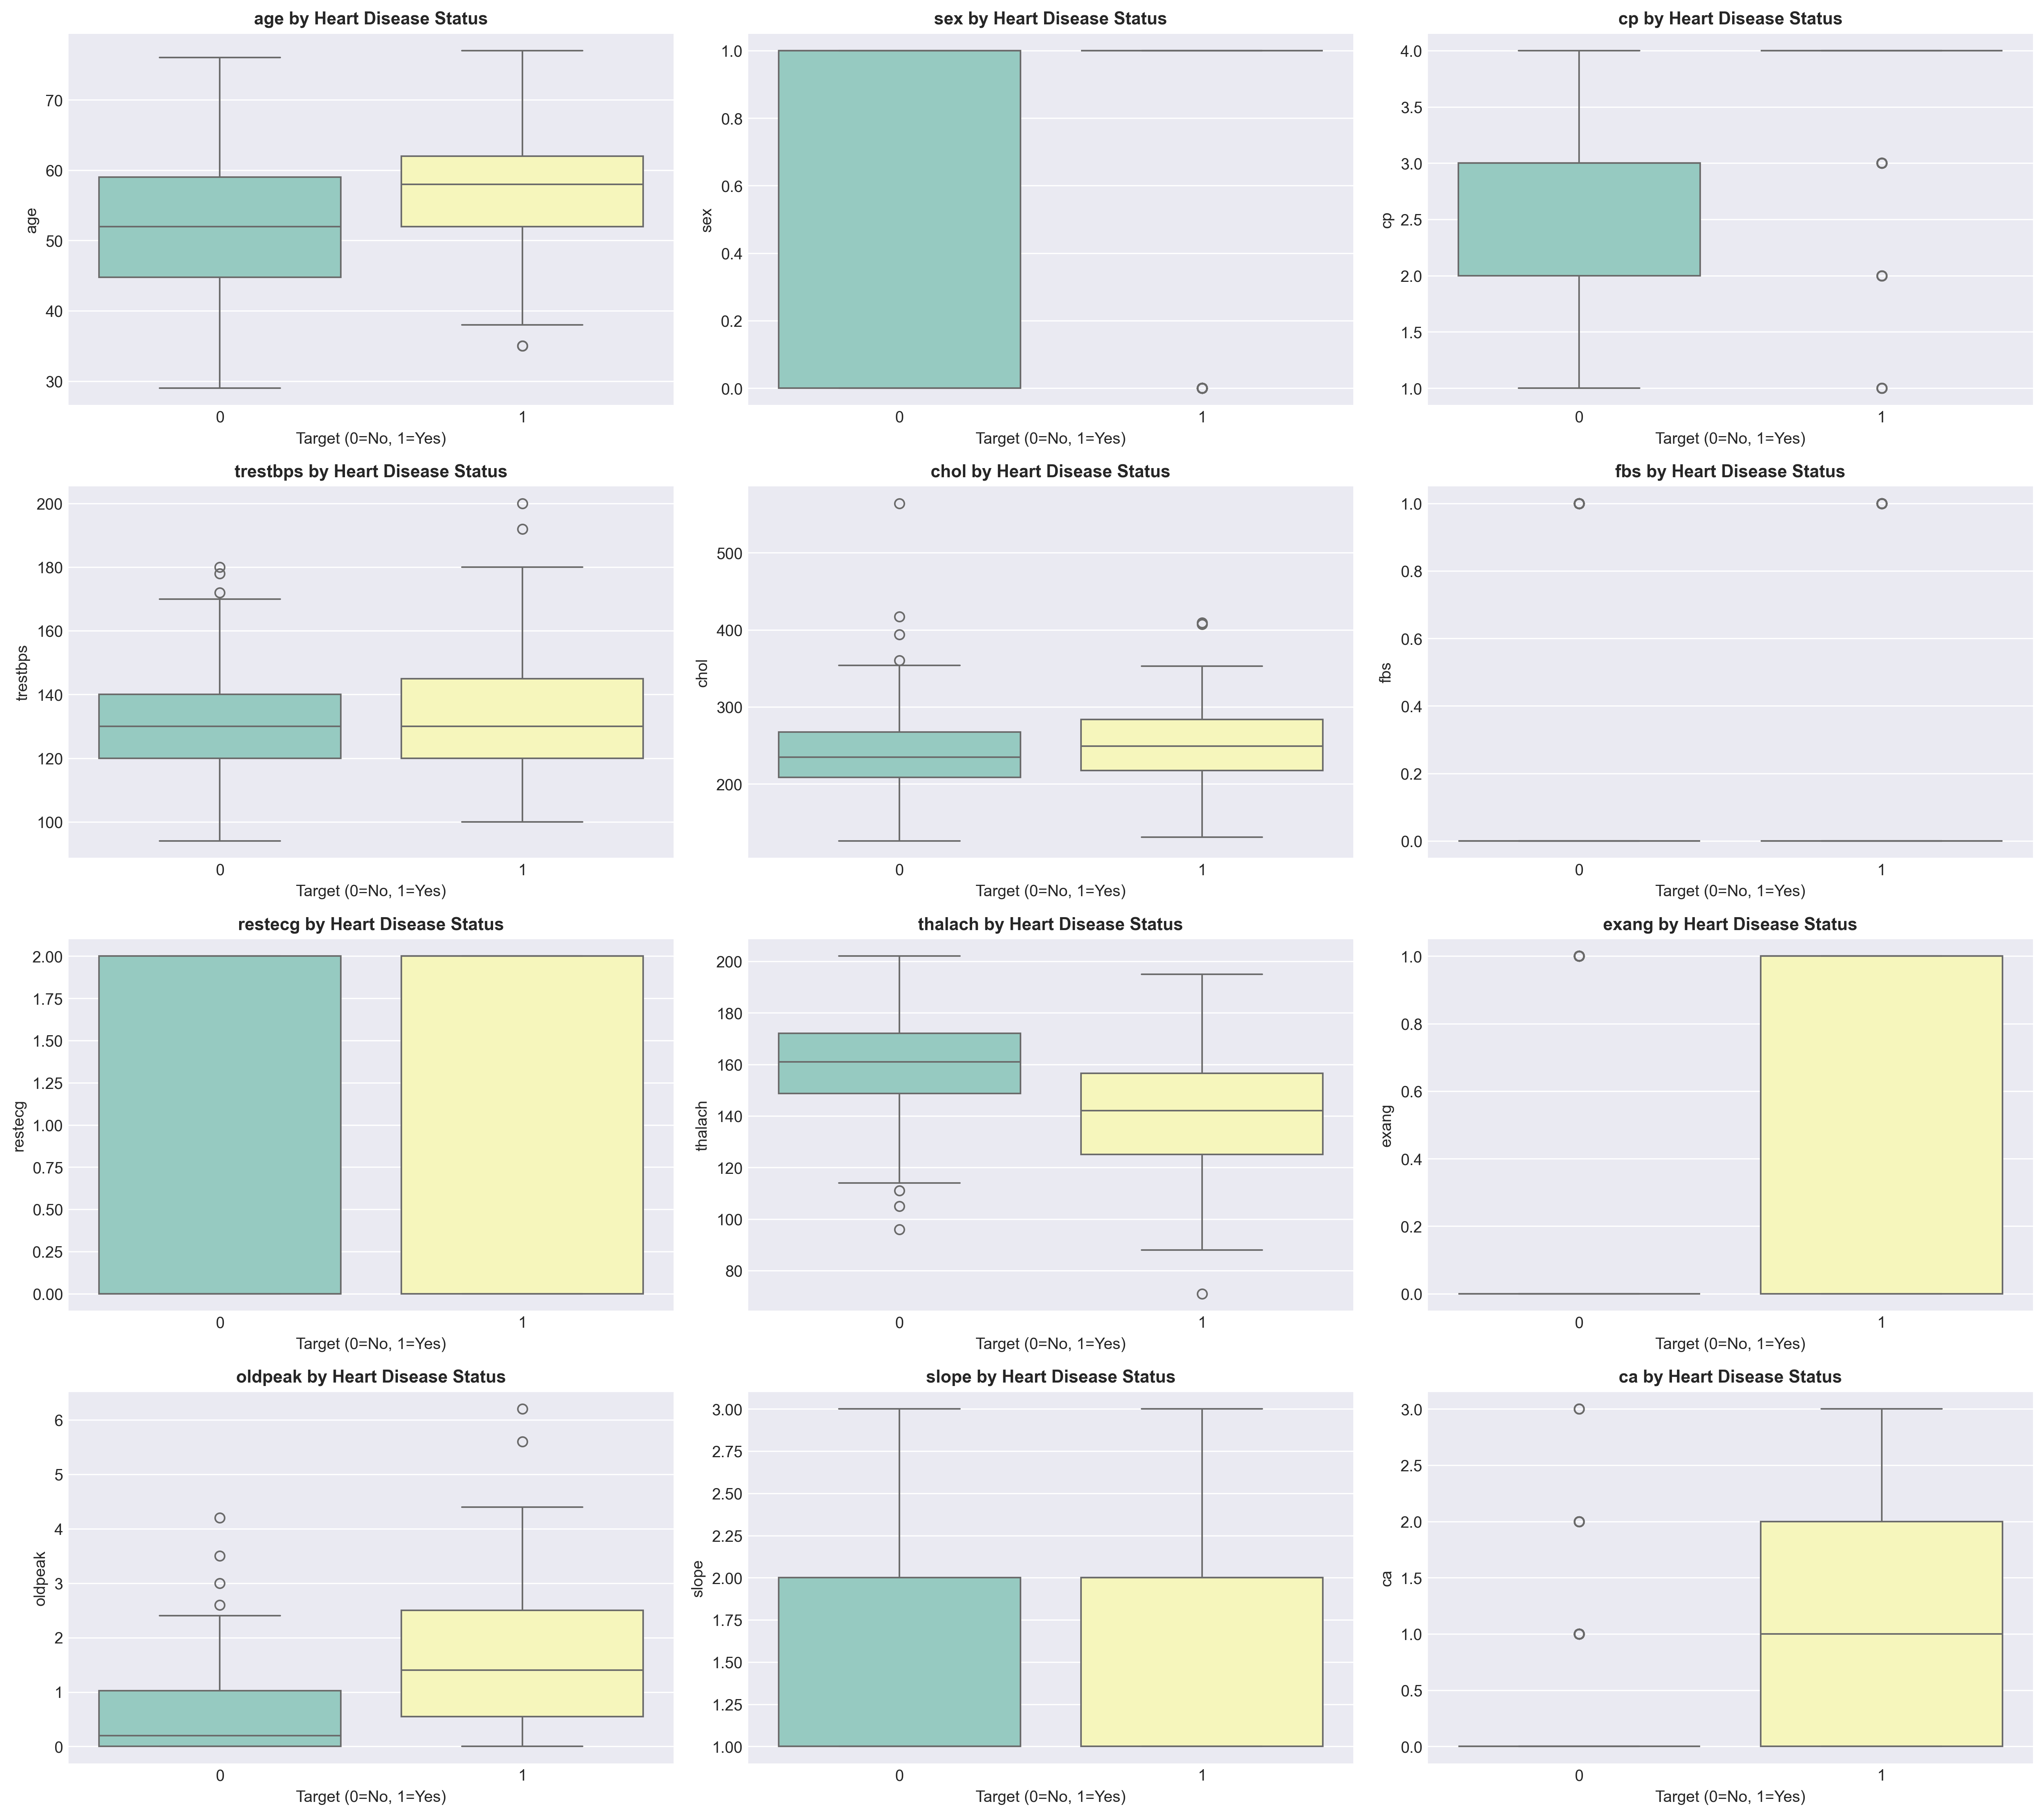 age by Heart Disease Status
70
60
50
40
30
age
0
1
Target (0=No, 1=Yes)
sex by Heart Disease Status
1.0
0.8
0.6
0.4
0.2
0.0
sex
0
1
Target (0=No, 1=Yes)
cp by Heart Disease Status
4.0
3.5
3.0
2.5
2.0
1.5
1.0
cp
0
1
Target (0=No, 1=Yes)
trestbps by Heart Disease Status
200
180
160
140
120
100
trestbps
0
1
Target (0=No, 1=Yes)
chol by Heart Disease Status
500
400
300
200
chol
0
1
Target (0=No, 1=Yes)
fbs by Heart Disease Status
1.0
0.8
0.6
0.4
0.2
0.0
fbs
0
1
Target (0=No, 1=Yes)
restecg by Heart Disease Status
2.00
1.75
1.50
1.25
1.00
0.75
0.50
0.25
0.00
restecg
0
1
Target (0=No, 1=Yes)
thalach by Heart Disease Status
200
180
160
140
120
100
80
thalach
0
1
Target (0=No, 1=Yes)
exang by Heart Disease Status
1.0
0.8
0.6
0.4
0.2
0.0
exang
0
1
Target (0=No, 1=Yes)
oldpeak by Heart Disease Status
6
5
4
3
2
1
0
oldpeak
0
1
Target (0=No, 1=Yes)
slope by Heart Disease Status
3.00
2.75
2.50
2.25
2.00
1.75
1.50
1.25
1.00
slope
0
1
Target (0=No, 1=Yes)
ca by Heart Disease Status
3.0
2.5
2.0
1.5
1.0
0.5
0.0
ca
0
1
Target (0=No, 1=Yes)